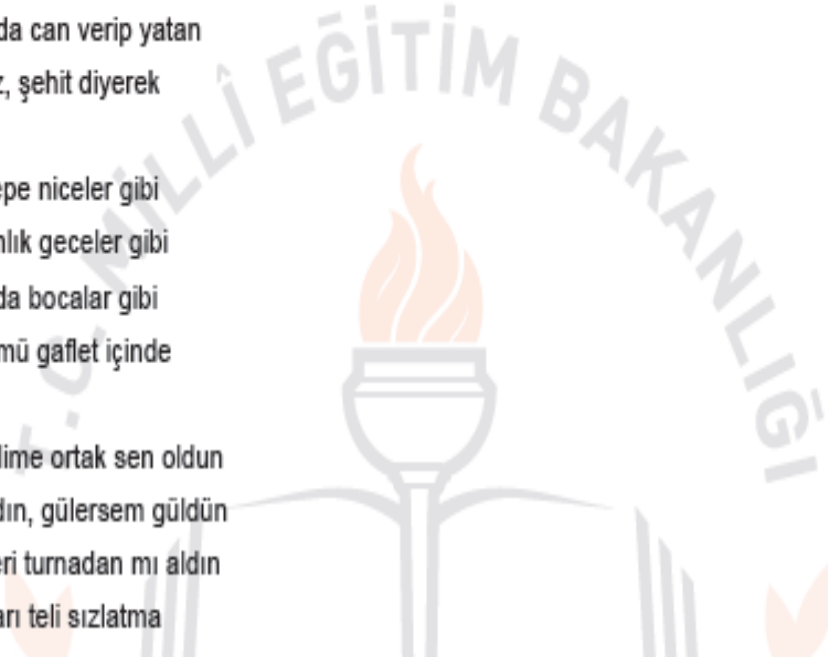 da can verip yatan
z, şehit diyerek
epe niceler gibi
nlık geceler gibi
da bocalar gibi
mü gaflet içinde
lime ortak sen oldun
dın, gülersem güldün
eri turnadan mı aldın
arı teli sızlatma
T.C. MİLLÎ EĞİTİM BAKANLIĞI